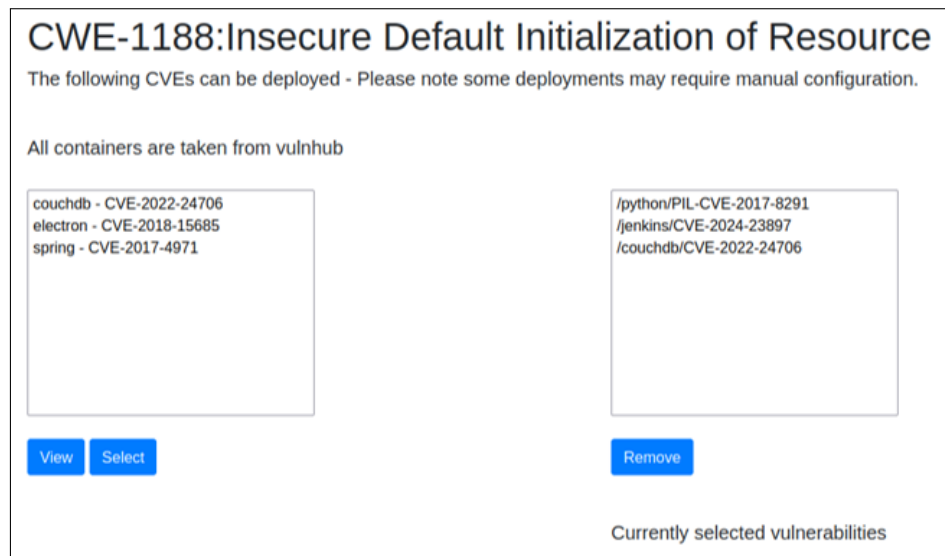 CWE-1188:Insecure Default Initialization of Resource
The following CVEs can be deployed - Please note some deployments may require manual configuration.
All containers are taken from vulnhub
couchdb - CVE-2022-24706
electron - CVE-2018-15685
spring - CVE-2017-4971
View Select
/python/PIL-CVE-2017-8291
/jenkins/CVE-2024-23897
/couchdb/CVE-2022-24706
Remove
Currently selected vulnerabilities